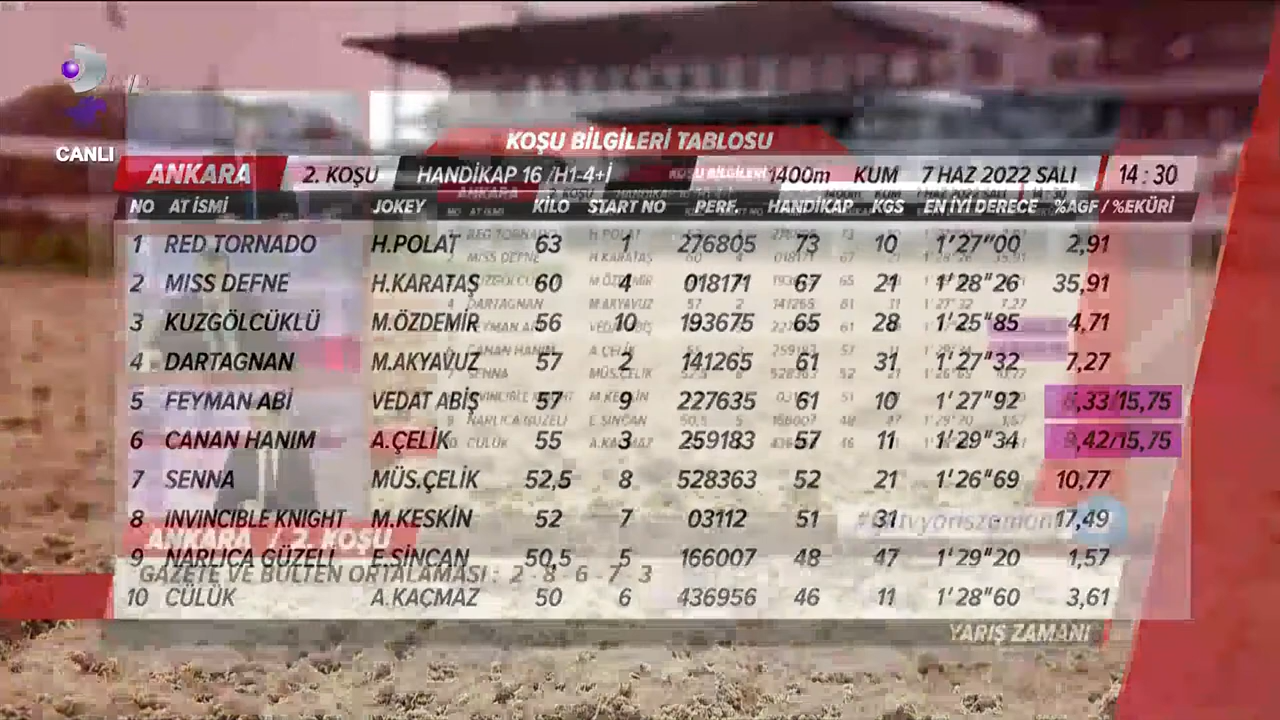 CANLI
KOŞU BİLGİLERİ TABLOSU
ANKARA 2. KOŞU HANDİKAP 16 /H1-4+İ 1400m KUM 7 HAZ 2022 SALI 14:30
NO AT İSMİ JOKEY KİLO START NO PERF. HANDİKAP KGS EN İYİ DERECE %AGF / %EKÜRİ
1 RED TORNADO H.POLAT 63 1 276805 73 10 1'27"00 2,91
2 MISS DEFNE H.KARATAŞ 60 4 018171 67 21 1'28"26 35,91
3 KUZGÖLCÜKLÜ M.ÖZDEMİR 56 10 193675 65 28 1'25"85 4,71
4 DARTAGNAN M.AKYAVUZ 57 2 141265 61 31 1'27"32 7,27
5 FEYMAN ABİ VEDAT ABİŞ 57 9 227635 61 10 1'27"92 6,33/15,75
6 CANAN HANIM A.ÇELİK 55 3 259183 57 11 1'29"34 9,42/15,75
7 SENNA MÜS.ÇELİK 52,5 8 528363 52 21 1'26"69 10,77
8 INVINCIBLE KNIGHT M.KESKİN 52 7 03112 51 31 17,49
ANKARA / 2. KOŞU
9 NARLICA GÜZELİ E.SİNCAN 50,5 5 166007 48 47 1'29"20 1,57
GAZETE VE BÜLTEN ORTALAMASI : 2 - 8 - 6 - 7 - 3
10 CÜLÜK A.KAÇMAZ 50 6 436956 46 11 1'28"60 3,61
YARIŞ ZAMANI